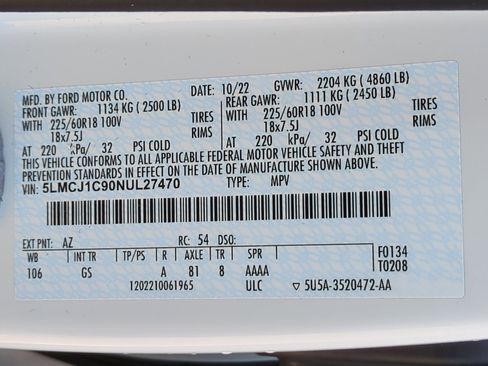 MFD. BY FORD MOTOR CO. DATE: 10/22 GVWR: 2204 KG ( 4860 LB)
FRONT GAWR: 1134 KG ( 2500 LB) REAR GAWR: 1111 KG ( 2450 LB)
WITH 225/60R18 100V TIRES WITH 225/60R18 100V TIRES
18x7.5J RIMS 18x7.5J RIMS
AT 220 kPa/ 32 PSI COLD AT 220 kPa/ 32 PSI COLD
THIS VEHICLE CONFORMS TO ALL APPLICABLE FEDERAL MOTOR VEHICLE SAFETY AND THEFT
PREVENTION STANDARDS IN EFFECT ON THE DATE OF MANUFACTURE SHOWN ABOVE.
VIN: 5LMCJ1C90NUL27470 TYPE: MPV
EXT PNT: AZ RC: 54 DSO:
WB INT TR TP/PS R AXLE TR SPR F0134
106 GS A 81 8 AAAA T0208
1202210061965 ULC ▽ 5U5A-3520472-AA